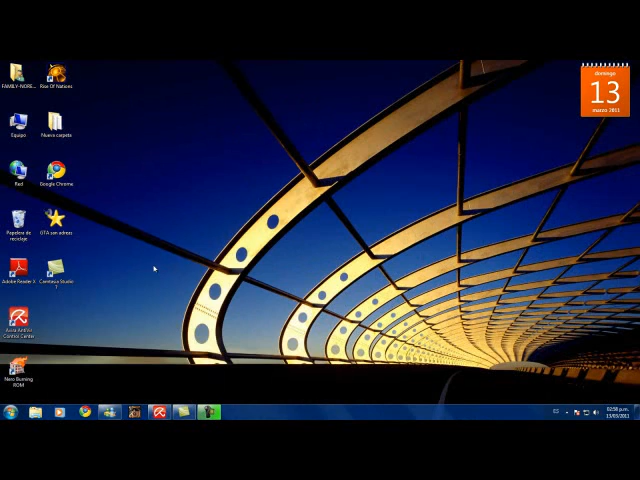 FAMILY-NORE...
Rise Of Nations
Equipo
Nueva carpeta
Red
Google Chrome
Papelera de
reciclaje
GTA san adreas
Adobe Reader X
Camtasia Studio
7
Avira AntiVir
Control Center
Nero Burning
ROM
domingo
13
marzo 2011
ES
02:58 p.m.
13/03/2011